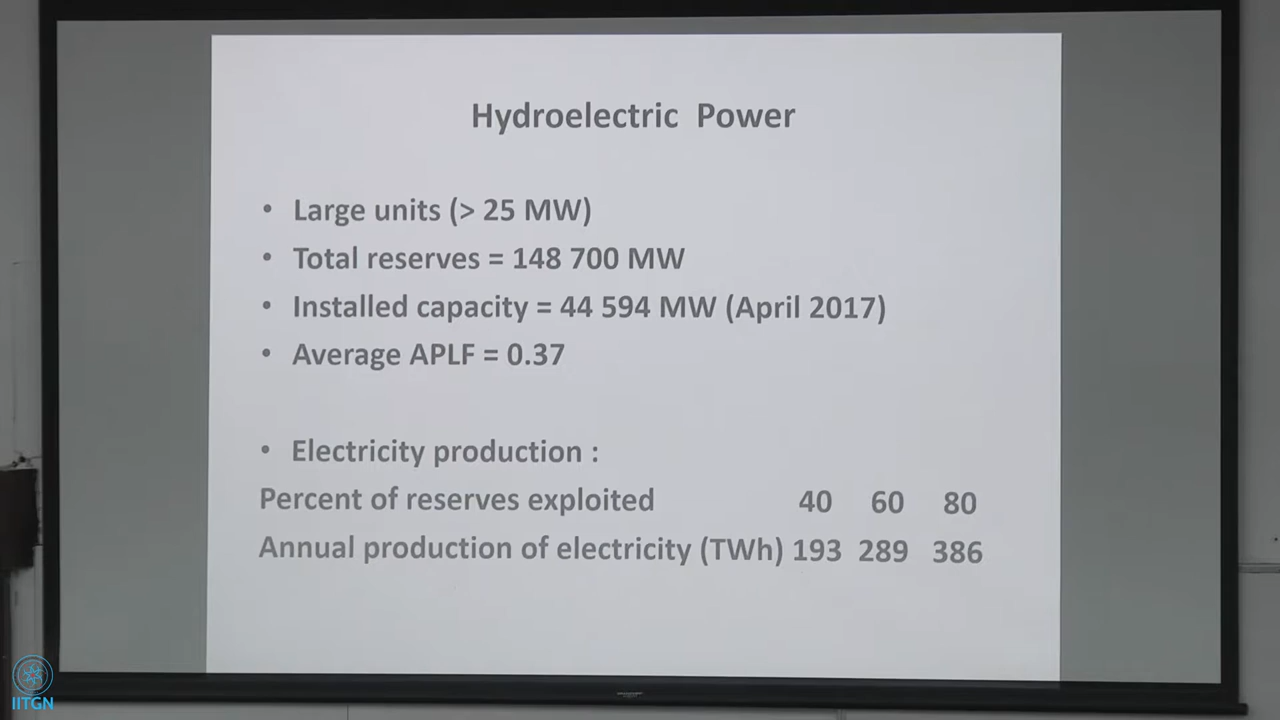 Hydroelectric Power
• Large units (> 25 MW)
• Total reserves = 148 700 MW
• Installed capacity = 44 594 MW (April 2017)
• Average APLF = 0.37
• Electricity production :
Percent of reserves exploited 40 60 80
Annual production of electricity (TWh) 193 289 386
IITGN